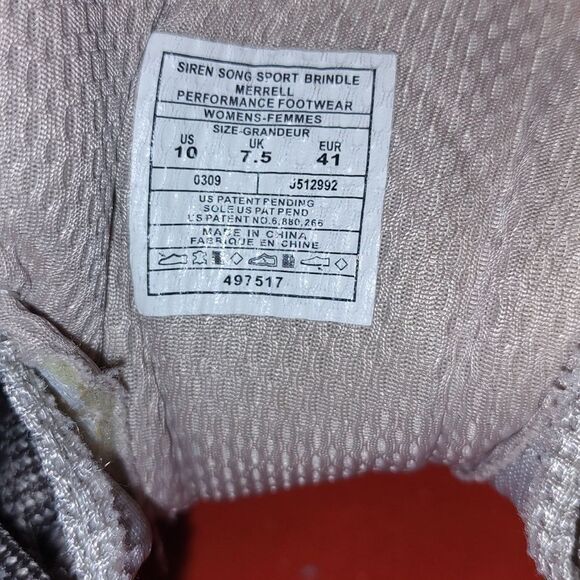 SIREN SONG SPORT BRINDLE
MERRELL
PERFORMANCE FOOTWEAR
WOMENS-FEMMES
SIZE-GRANDEUR
US UK EUR
10 7.5 41
0309 J512992
US PATENT PENDING
SOLE US PAT PEND
US PATENT NO.6,880,266
MADE IN CHINA
FABRIQUE EN CHINE
497517